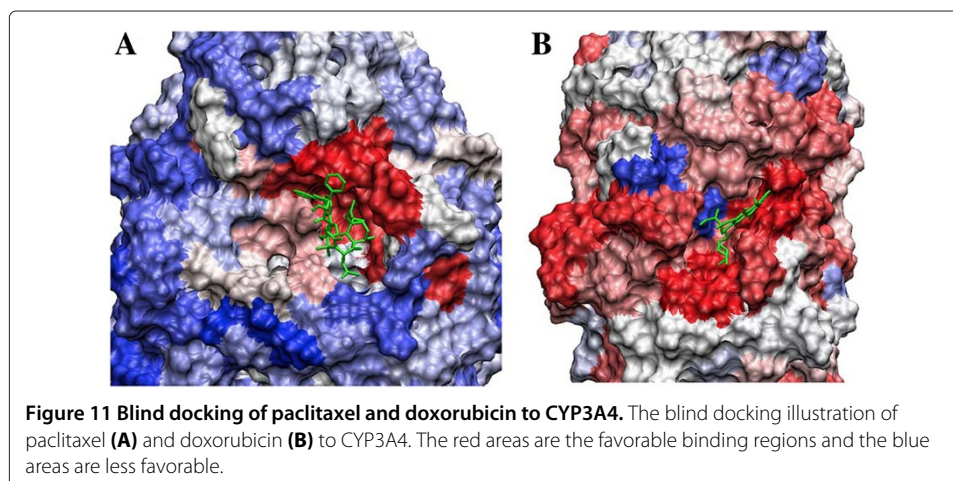 A
B
Figure 11 Blind docking of paclitaxel and doxorubicin to CYP3A4. The blind docking illustration of
paclitaxel (A) and doxorubicin (B) to CYP3A4. The red areas are the favorable binding regions and the blue
areas are less favorable.